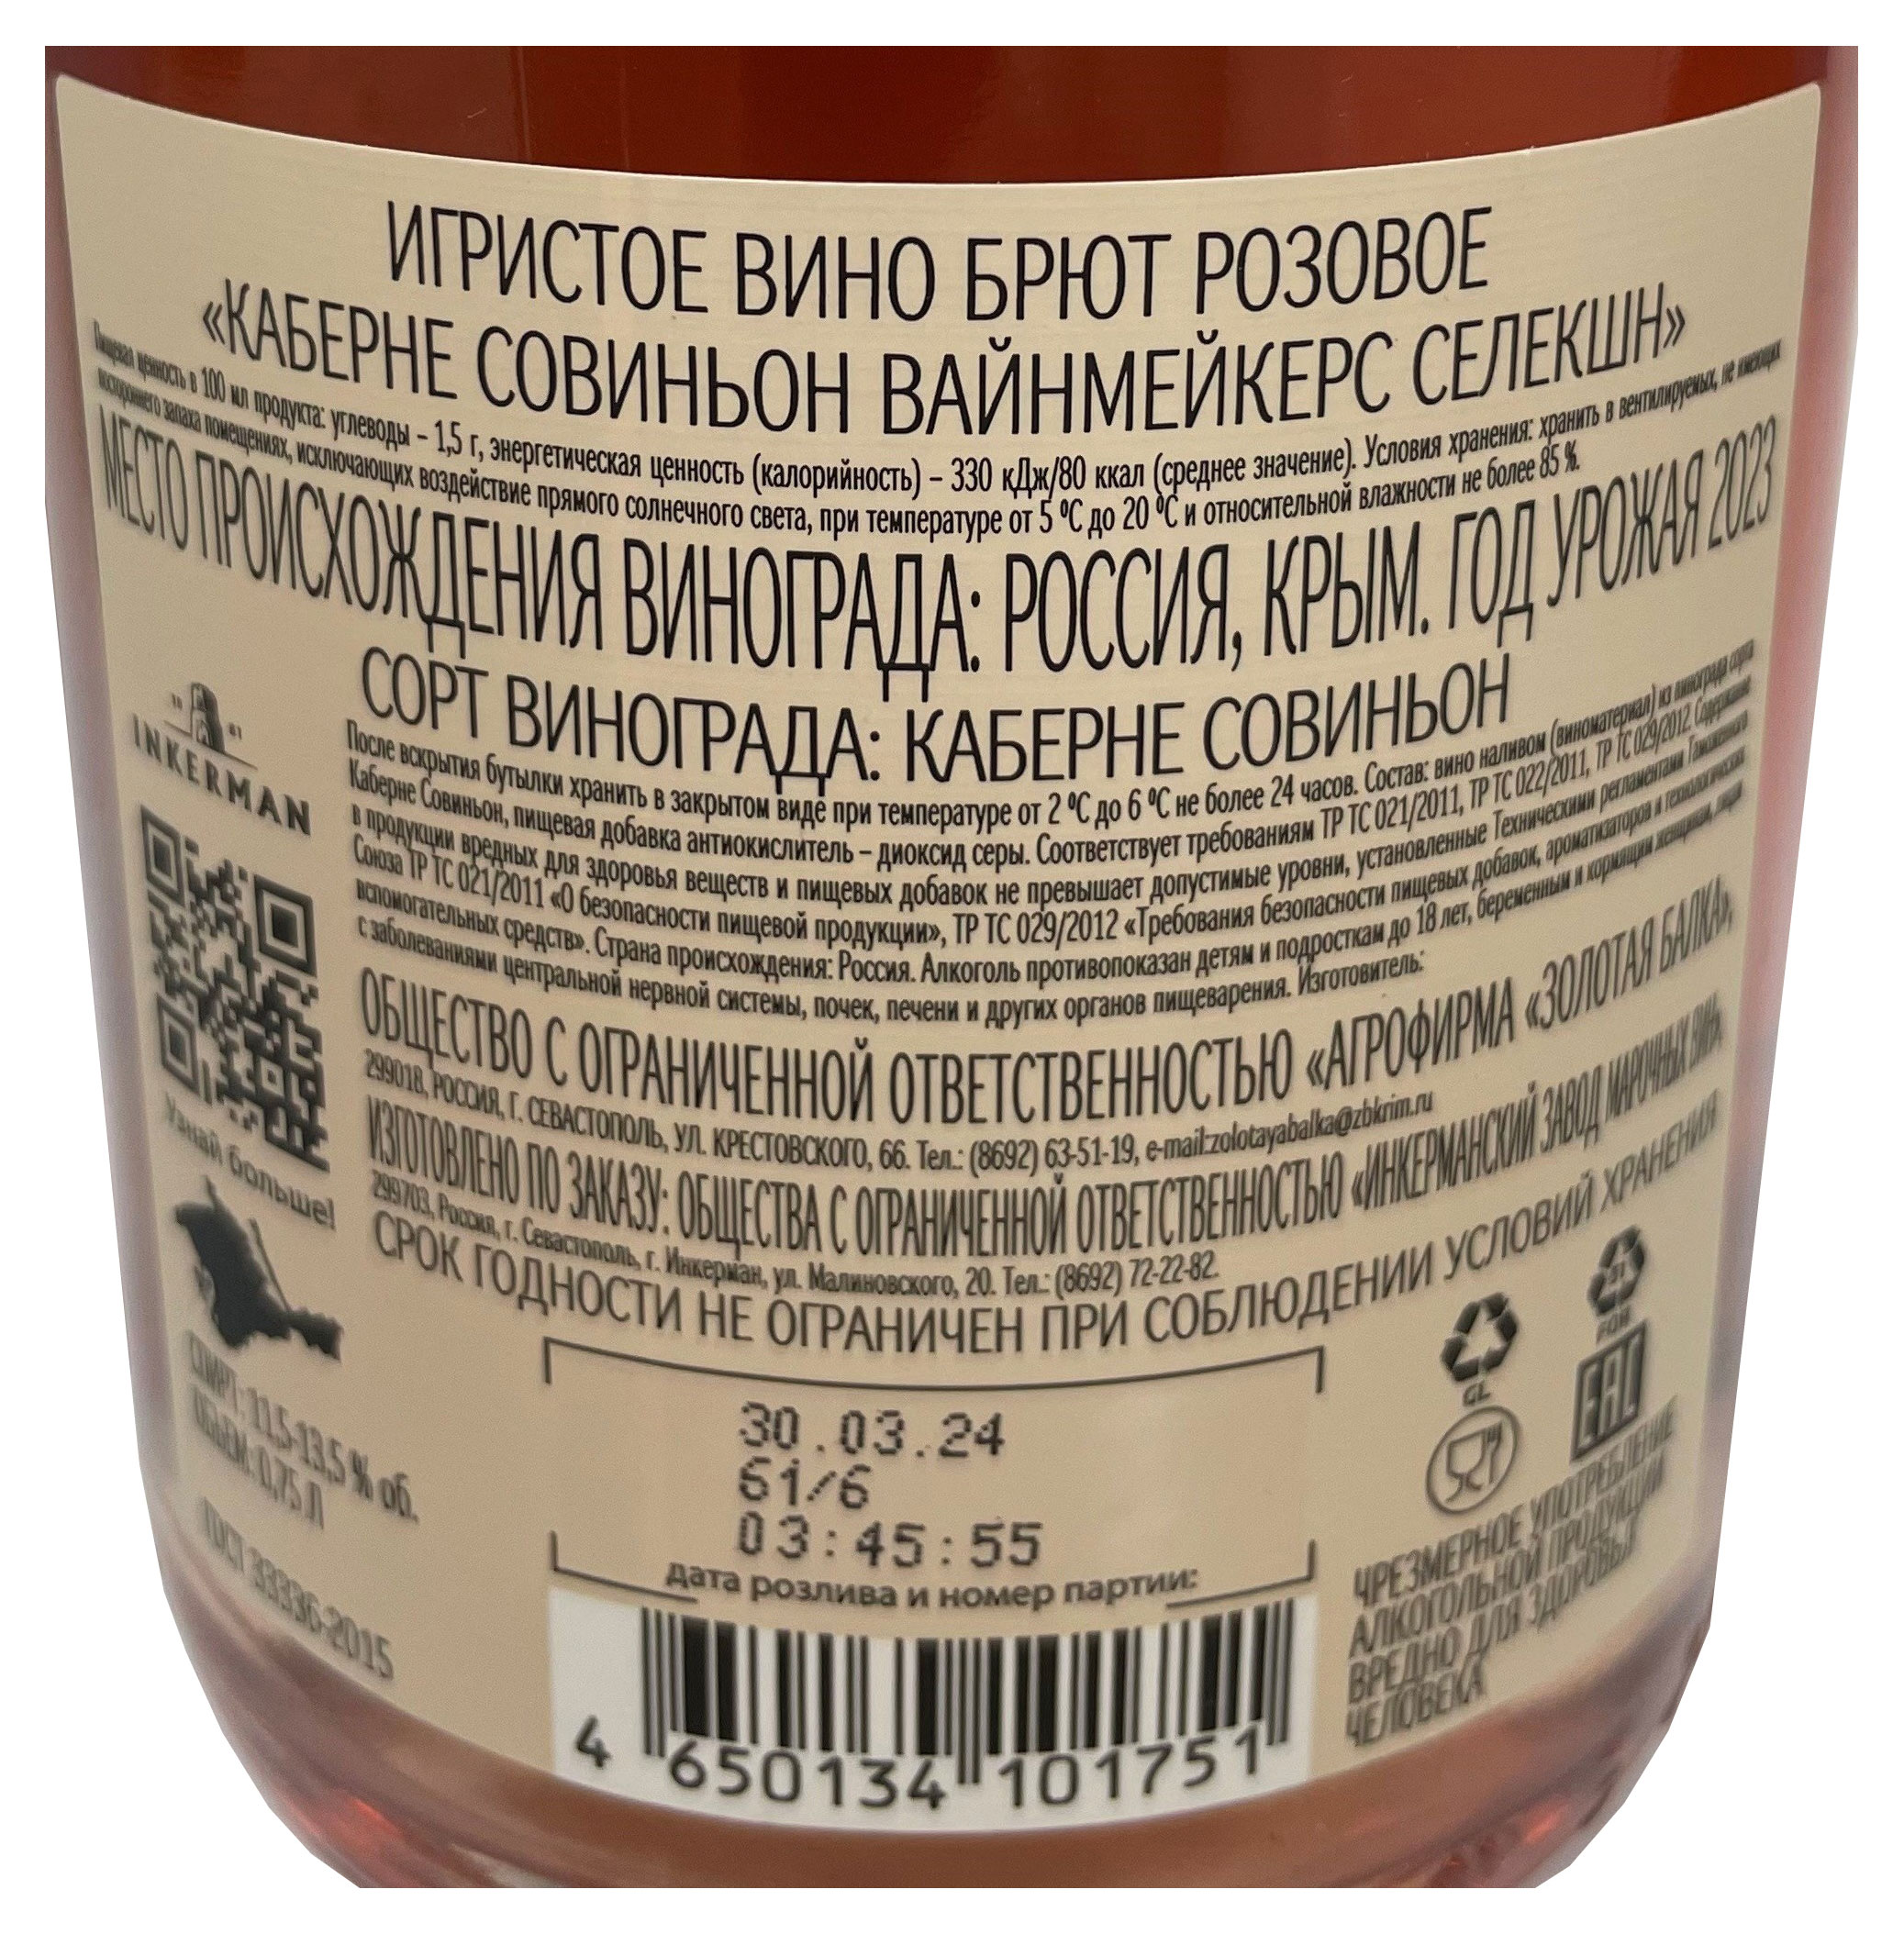 ИГРИСТОЕ ВИНО БРЮТ РОЗОВОЕ
«КАБЕРНЕ СОВИНЬОН ВАЙНМЕЙКЕРС СЕЛЕКШН»
Пищевая ценность в 100 мл продукта: углеводы – 1,5 г, энергетическая ценность (калорийность) – 330 кДж/80 ккал (среднее значение). Условия хранения: хранить в вентилируемых, не имеющих
постороннего запаха помещениях, исключающих воздействие прямого солнечного света, при температуре от 5 °С до 20 °С и относительной влажности не более 85 %.
МЕСТО ПРОИСХОЖДЕНИЯ ВИНОГРАДА: РОССИЯ, КРЫМ. ГОД УРОЖАЯ 2023
СОРТ ВИНОГРАДА: КАБЕРНЕ СОВИНЬОН
INKERMAN
После вскрытия бутылки хранить в закрытом виде при температуре от 2 °С до 6 °С не более 24 часов. Состав: вино наливом (виноматериал) из винограда сорта
Каберне Совиньон, пищевая добавка антиокислитель – диоксид серы. Соответствует требованиям ТР ТС 021/2011, ТР ТС 022/2011, ТР ТС 029/2012. Содержание
в продукции вредных для здоровья веществ и пищевых добавок не превышает допустимые уровни, установленные Техническими регламентами Таможенного
Союза ТР ТС 021/2011 «О безопасности пищевой продукции», ТР ТС 029/2012 «Требования безопасности пищевых добавок, ароматизаторов и технологических
вспомогательных средств». Страна происхождения: Россия. Алкоголь противопоказан детям и подросткам до 18 лет, беременным и кормящим женщинам, лицам
с заболеваниями центральной нервной системы, почек, печени и других органов пищеварения. Изготовитель:
ОБЩЕСТВО С ОГРАНИЧЕННОЙ ОТВЕТСТВЕННОСТЬЮ «АГРОФИРМА «ЗОЛОТАЯ БАЛКА»,
299018, РОССИЯ, Г. СЕВАСТОПОЛЬ, УЛ. КРЕСТОВСКОГО, 66. Тел.: (8692) 63-51-19, e-mail:zolotayabalka@zbkrim.ru
ИЗГОТОВЛЕНО ПО ЗАКАЗУ: ОБЩЕСТВА С ОГРАНИЧЕННОЙ ОТВЕТСТВЕННОСТЬЮ «ИНКЕРМАНСКИЙ ЗАВОД МАРОЧНЫХ ВИН»,
299703, Россия, г. Севастополь, г. Инкерман, ул. Малиновского, 20. Тел.: (8692) 72-22-82.
СРОК ГОДНОСТИ НЕ ОГРАНИЧЕН ПРИ СОБЛЮДЕНИИ УСЛОВИЙ ХРАНЕНИЯ
Узнай больше!
СПИРТ: 11,5-13,5 % об.
ОБЪЕМ: 0,75 Л
ГОСТ 33336-2015
30.03.24
61/6
03:45:55
дата розлива и номер партии:
GL
FOR
EAC
ЧРЕЗМЕРНОЕ УПОТРЕБЛЕНИЕ
АЛКОГОЛЬНОЙ ПРОДУКЦИИ
ВРЕДНО ДЛЯ ЗДОРОВЬЯ
ЧЕЛОВЕКА
4 650134 101751